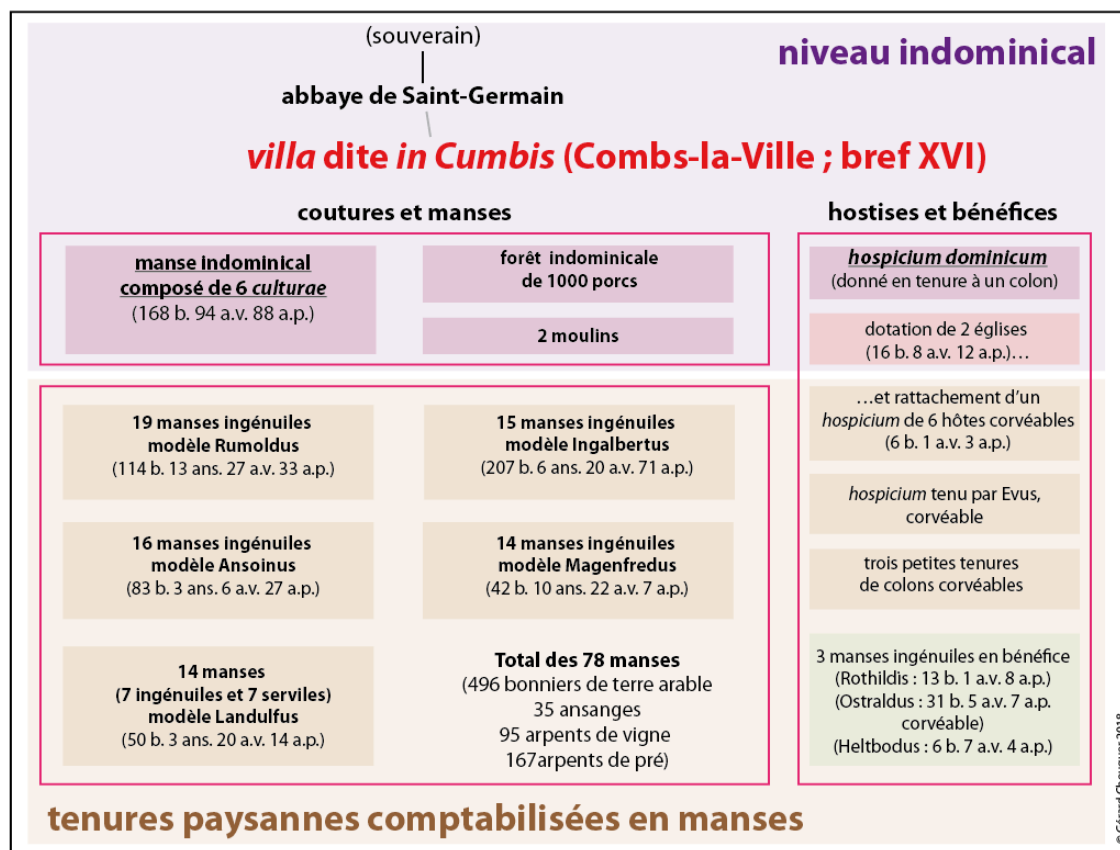 (souverain)
niveau indominical
abbaye de Saint-Germain
villa dite in Cumbis (Combs-la-Ville ; bref XVI)
coutures et manses
manse indominical
composé de 6 culturae
(168 b. 94 a.v. 88 a.p.)
forêt indominicale
de 1000 porcs
2 moulins
hostises et bénéfices
hospicium dominicum
(donné en tenure à un colon)
dotation de 2 églises
(16 b. 8 a.v. 12 a.p.)…
19 manses ingénuiles
modèle Rumoldus
(114 b. 13 ans. 27 a.v. 33 a.p.)
15 manses ingénuiles
modèle Ingalbertus
(207 b. 6 ans. 20 a.v. 71 a.p.)
16 manses ingénuiles
modèle Ansoinus
(83 b. 3 ans. 6 a.v. 27 a.p.)
14 manses ingénuiles
modèle Magenfredus
(42 b. 10 ans. 22 a.v. 7 a.p.)
14 manses
(7 ingénuiles et 7 serviles)
modèle Landulfus
(50 b. 3 ans. 20 a.v. 14 a.p.)
Total des 78 manses
(496 bonniers de terre arable
35 ansanges
95 arpents de vigne
167arpents de pré)
…et rattachement d'un
hospicium de 6 hôtes corvéables
(6 b. 1 a.v. 3 a.p.)
hospicium tenu par Evus,
corvéable
trois petites tenures
de colons corvéables
3 manses ingénuiles en bénéfice
(Rothildis : 13 b. 1 a.v. 8 a.p.)
(Ostraldus : 31 b. 5 a.v. 7 a.p.
corvéable)
(Heltbodus : 6 b. 7 a.v. 4 a.p.)
tenures paysannes comptabilisées en manses